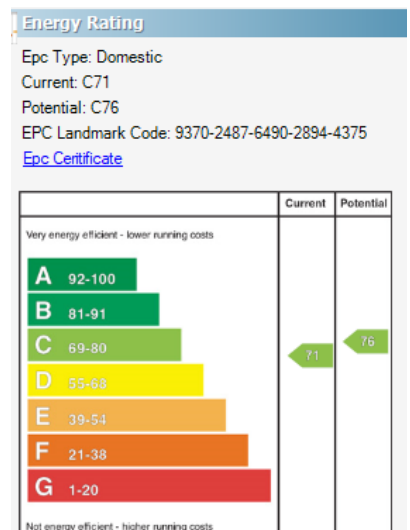 Energy Rating
Epc Type: Domestic
Current: C71
Potential: C76
EPC Landmark Code: 9370-2487-6490-2894-4375
Epc Ceritificate
Current Potential
Very energy efficient - lower running costs
A 92-100
B 81-91
C 69-80
71
76
D 55-68
E 39-54
F 21-38
G 1-20
Not energy efficient - higher running costs